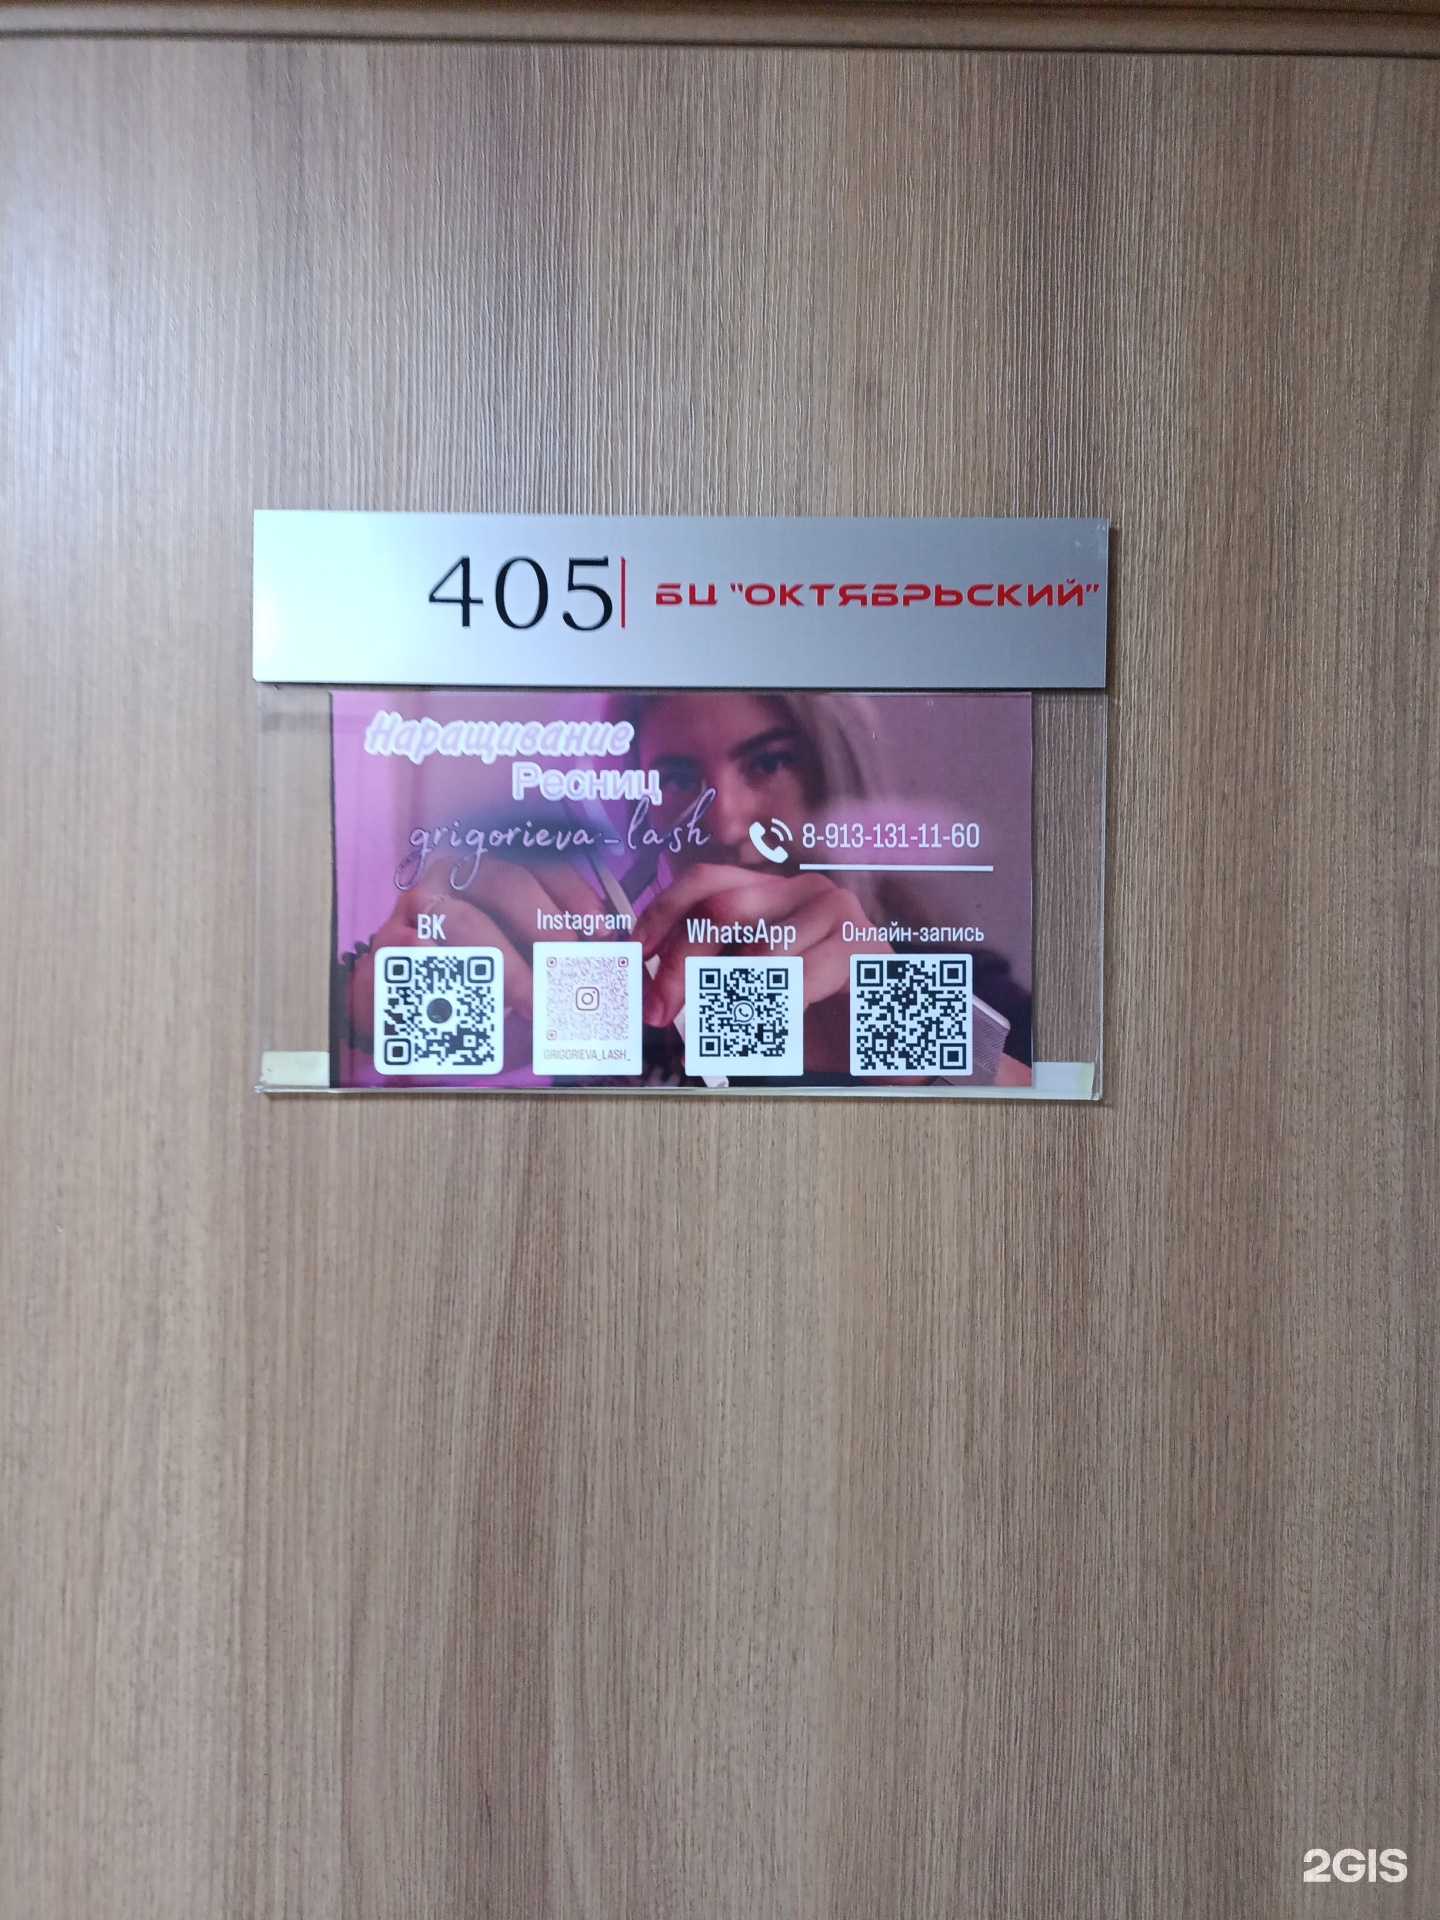 405 БЦ "ОКТЯБРЬСКИЙ"
Наращивание
Ресниц
grigorieva_lash
8-913-131-11-60
ВК Instagram WhatsApp Онлайн-запись
GRIGORIEVA_LASH_
2GIS